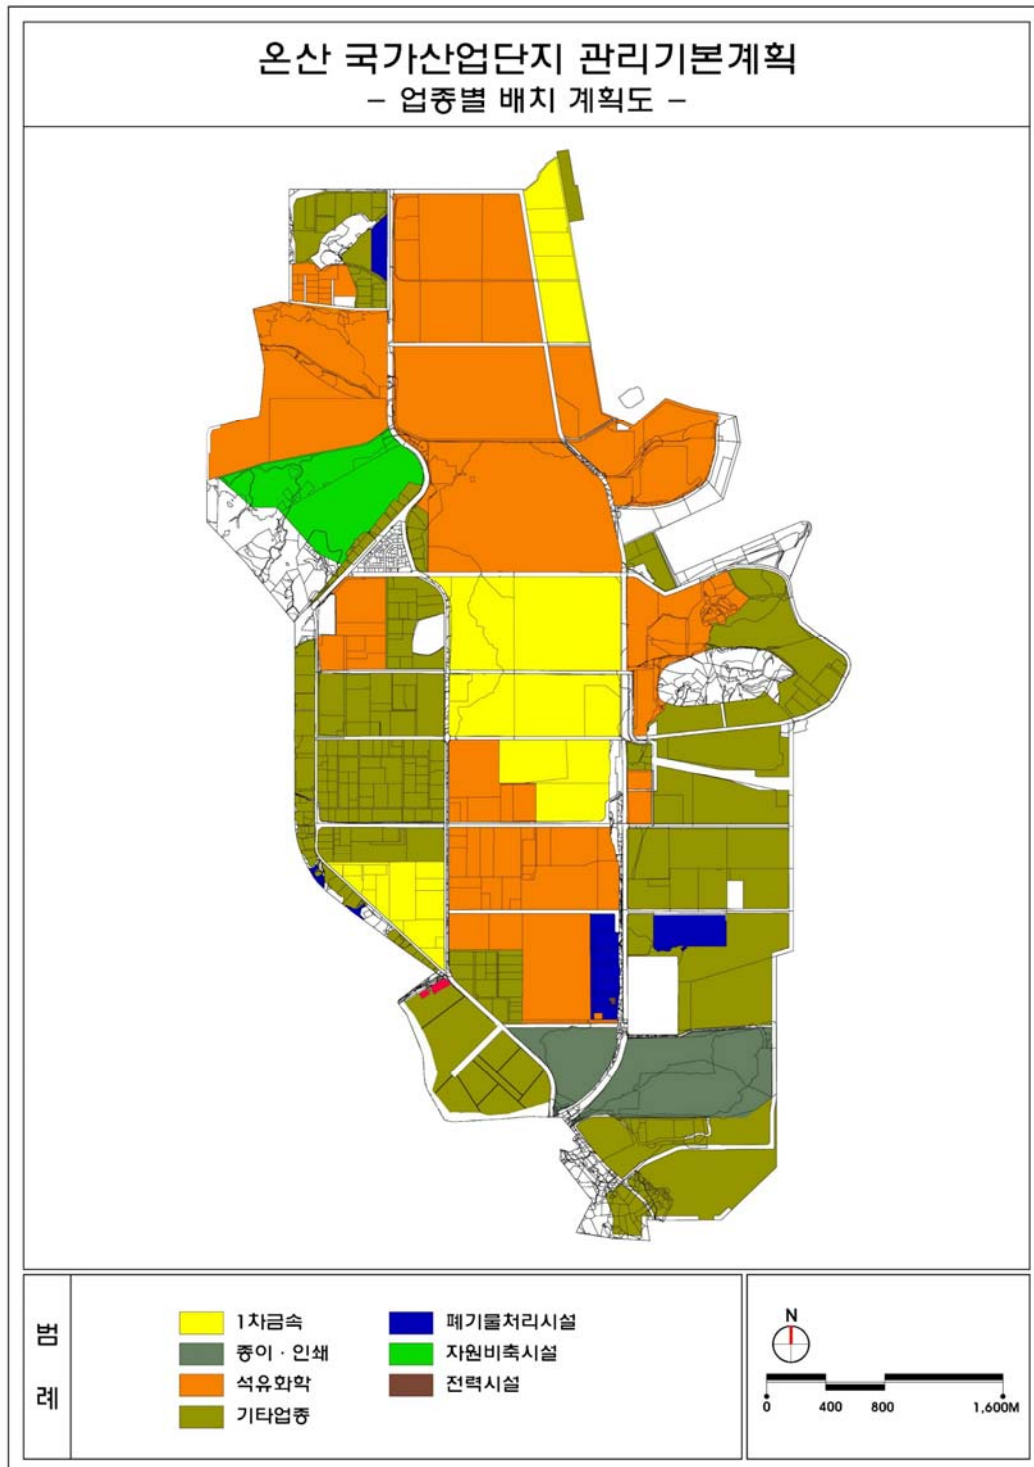 온산 국가산업단지 관리기본계획
– 업종별 배치 계획도 –
범
례
1차금속
종이 · 인쇄
석유화학
기타업종
폐기물처리시설
자원비축시설
전력시설
N
0 400 800 1,600M